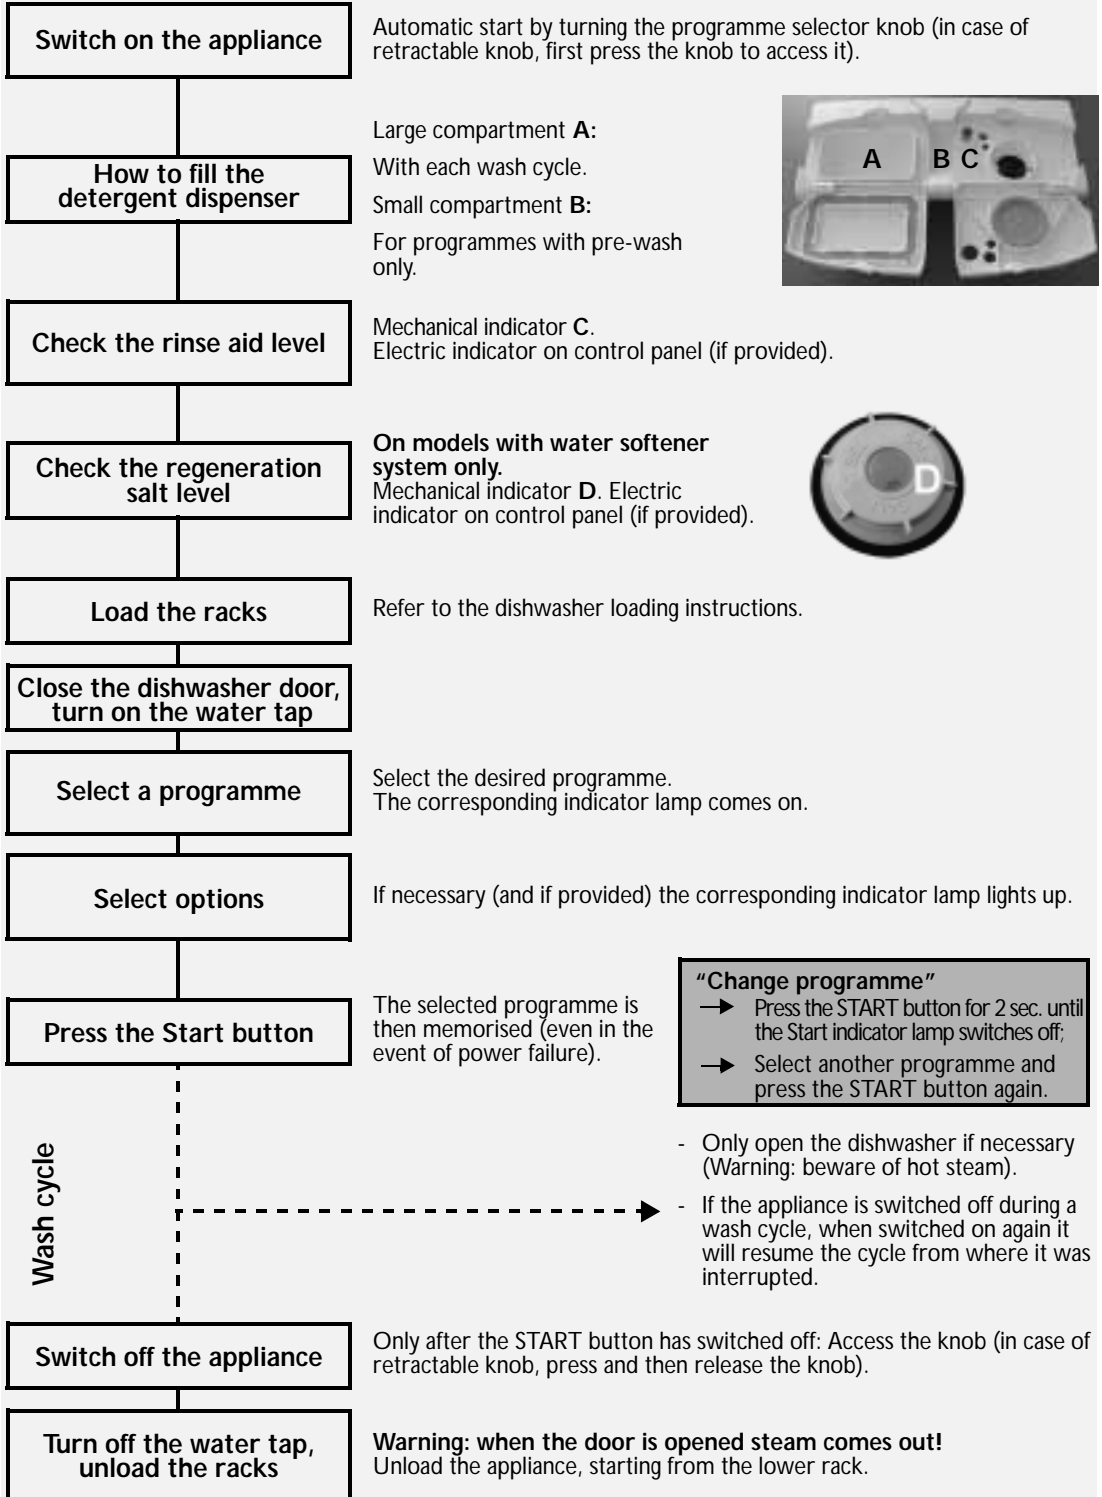 Switch on the appliance
Automatic start by turning the programme selector knob (in case of
retractable knob, first press the knob to access it).
How to fill the
detergent dispenser
Large compartment A:
With each wash cycle.
Small compartment B:
For programmes with pre-wash
only.
A B C
Check the rinse aid level
Mechanical indicator C.
Electric indicator on control panel (if provided).
Check the regeneration
salt level
On models with water softener
system only.
Mechanical indicator D. Electric
indicator on control panel (if provided).
D
Load the racks
Refer to the dishwasher loading instructions.
Close the dishwasher door,
turn on the water tap
Select a programme
Select the desired programme.
The corresponding indicator lamp comes on.
Select options
If necessary (and if provided) the corresponding indicator lamp lights up.
Press the Start button
The selected programme is
then memorised (even in the
event of power failure).
“Change programme”
Press the START button for 2 sec. until
the Start indicator lamp switches off;
Select another programme and
press the START button again.
Wash cycle
- Only open the dishwasher if necessary
(Warning: beware of hot steam).
- If the appliance is switched off during a
wash cycle, when switched on again it
will resume the cycle from where it was
interrupted.
Switch off the appliance
Only after the START button has switched off: Access the knob (in case of
retractable knob, press and then release the knob).
Turn off the water tap,
unload the racks
Warning: when the door is opened steam comes out!
Unload the appliance, starting from the lower rack.